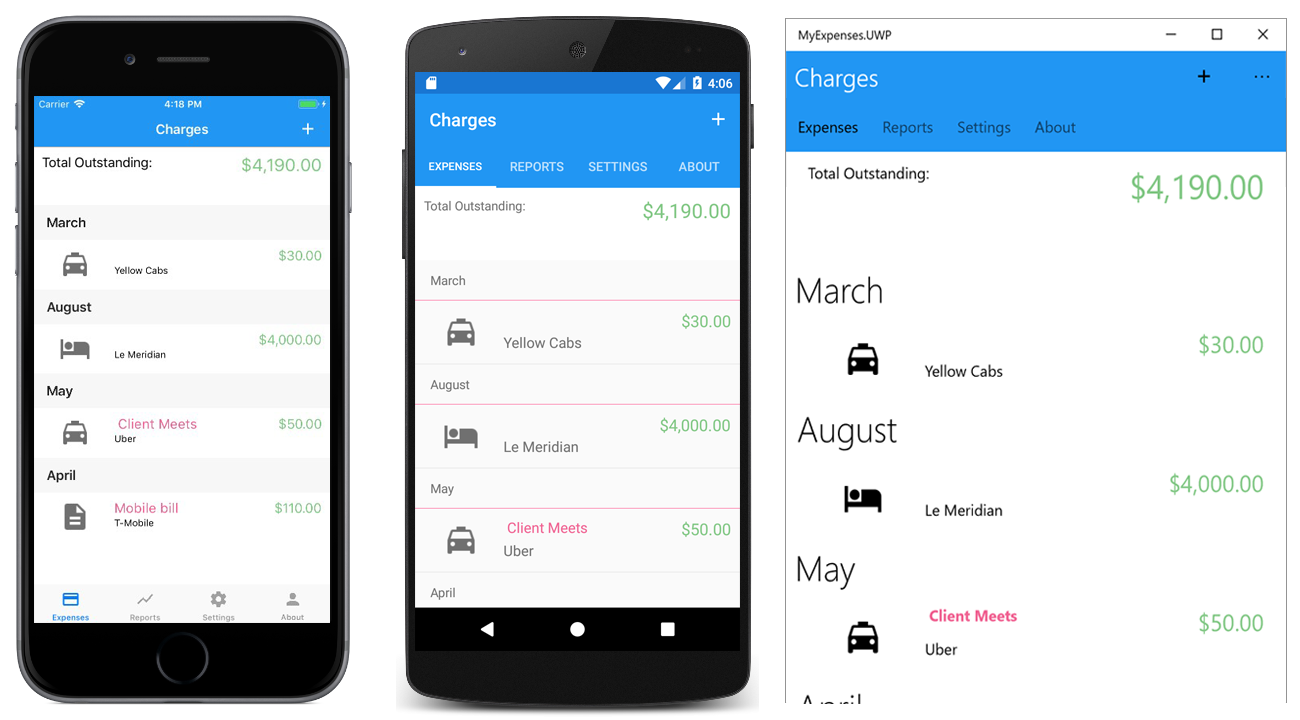 Carrier
4:18 PM
Charges
+
Total Outstanding:
$4,190.00
March
$30.00
Yellow Cabs
August
$4,000.00
Le Meridian
May
Client Meets
$50.00
Uber
April
Mobile bill
$110.00
T-Mobile
Expenses
Reports
Settings
About
4:06
Charges
+
EXPENSES
REPORTS
SETTINGS
ABOUT
Total Outstanding:
$4,190.00
March
$30.00
Yellow Cabs
August
$4,000.00
Le Meridian
May
Client Meets
$50.00
Uber
April
MyExpenses.UWP
Charges
+
...
Expenses
Reports
Settings
About
Total Outstanding:
$4,190.00
March
$30.00
Yellow Cabs
August
$4,000.00
Le Meridian
May
Client Meets
$50.00
Uber
April